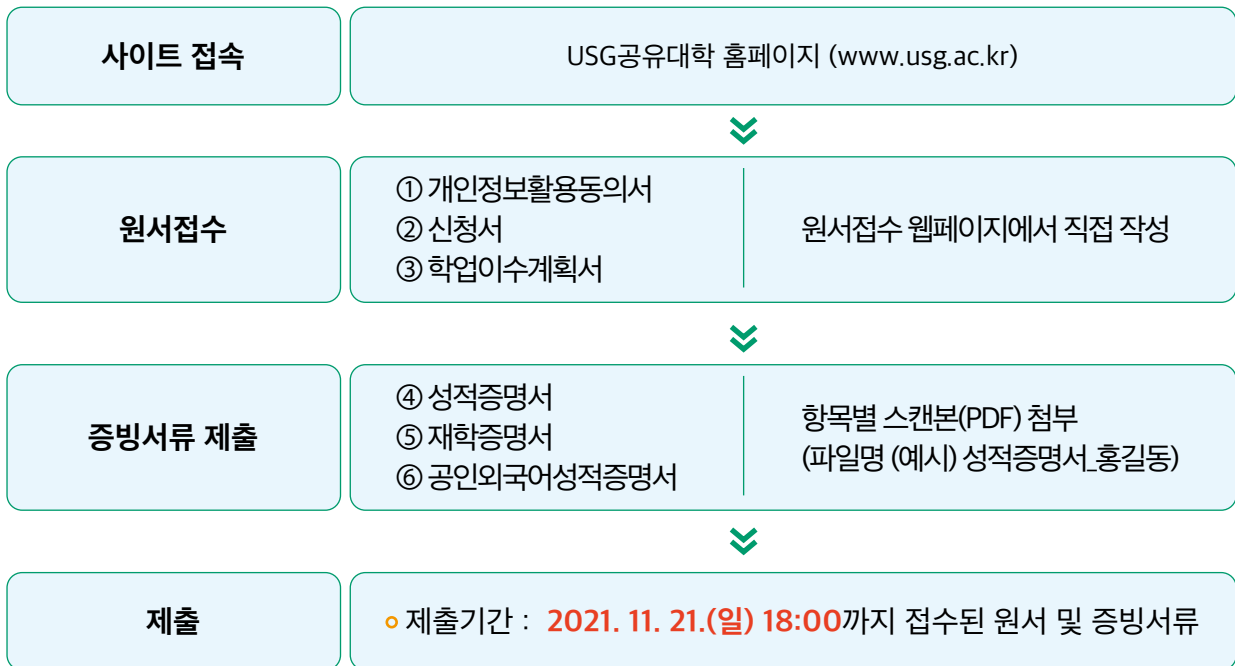 사이트 접속
USG공유대학 홈페이지 (www.usg.ac.kr)
원서접수
① 개인정보활용동의서
② 신청서
③ 학업이수계획서
원서접수 웹페이지에서 직접 작성
증빙서류 제출
④ 성적증명서
⑤ 재학증명서
⑥ 공인외국어성적증명서
항목별 스캔본(PDF) 첨부
(파일명 (예시) 성적증명서_홍길동)
제출
제출기간 : 2021. 11. 21.(일) 18:00까지 접수된 원서 및 증빙서류